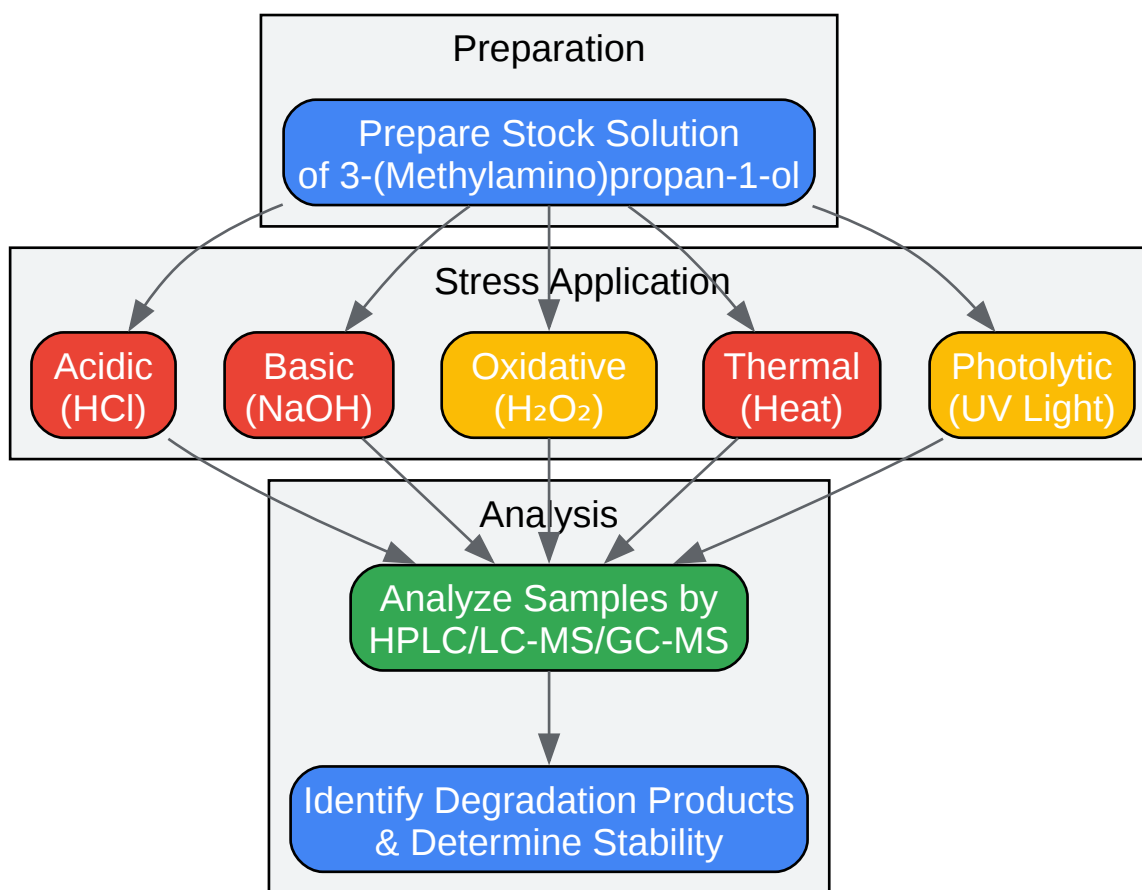 Preparation
Prepare Stock Solution
of 3-(Methylamino)propan-1-ol
Stress Application
Acidic
(HCl)
Basic
(NaOH)
Oxidative
(H₂O₂)
Thermal
(Heat)
Photolytic
(UV Light)
Analysis
Analyze Samples by
HPLC/LC-MS/GC-MS
Identify Degradation Products
& Determine Stability